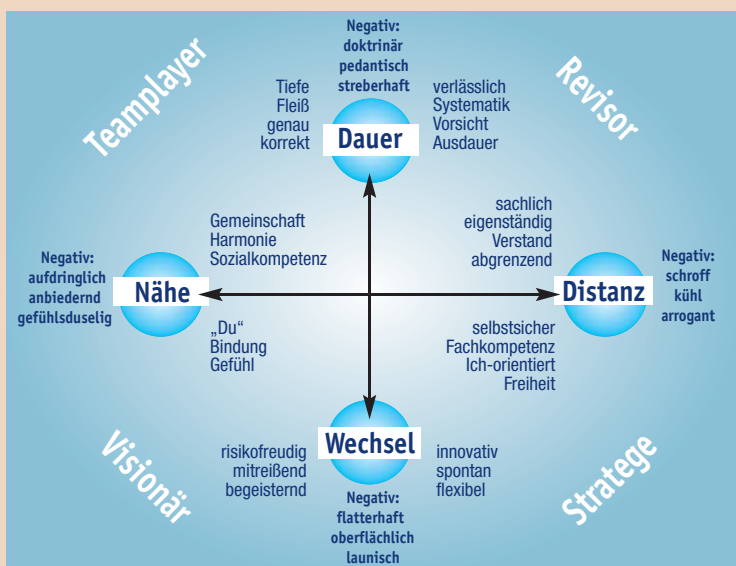 Teamplayer
Negativ:
doktrinär
pedantisch
streberhaft
Revisor
Tiefe
Fleiß
genau
korrekt
Dauer
verlässlich
Systematik
Vorsicht
Ausdauer
Gemeinschaft
Harmonie
Sozialkompetenz
sachlich
eigenständig
Verstand
abgrenzend
Negativ:
aufdringlich
anbiedernd
gefühlsduselig
Nähe
Distanz
Negativ:
schroff
kühl
arrogant
„Du“
Bindung
Gefühl
selbstsicher
Fachkompetenz
Ich-orientiert
Freiheit
Visionär
risikofreudig
mitreißend
begeisternd
Wechsel
innovativ
spontan
flexibel
Stratege
Negativ:
flatterhaft
oberflächlich
launisch